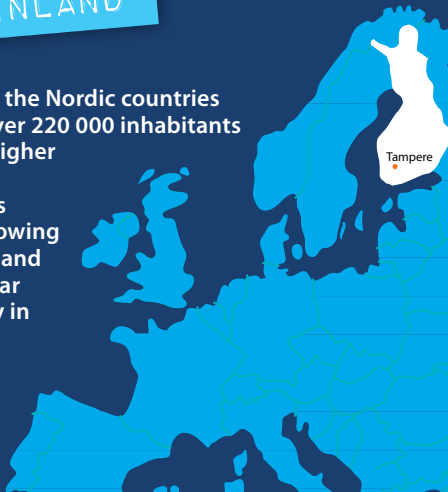 NLAND
the Nordic countries
ver 220 000 inhabitants
igher
s
owing
and
ar
y in
Tampere